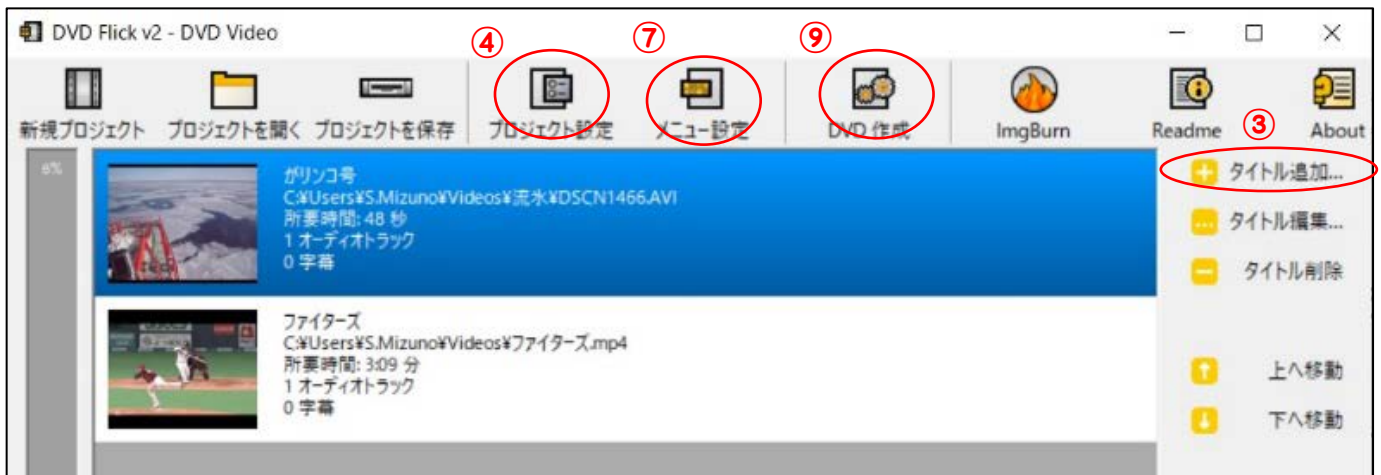 DVD Flick v2 - DVD Video
④ ⑦ ⑨
新規プロジェクト プロジェクトを開く プロジェクトを保存 プロジェクト設定 メニュー設定 DVD 作成 ImgBurn Readme ③ About
6%
がリンコ号
C:¥Users¥S.Mizuno¥Videos¥流氷¥DSCN1466.AVI
所要時間: 48 秒
1 オーディオトラック
0 字幕
ファイターズ
C:¥Users¥S.Mizuno¥Videos¥ファイターズ.mp4
所要時間: 3:09 分
1 オーディオトラック
0 字幕
タイトル追加...
タイトル編集...
タイトル削除
上へ移動
下へ移動